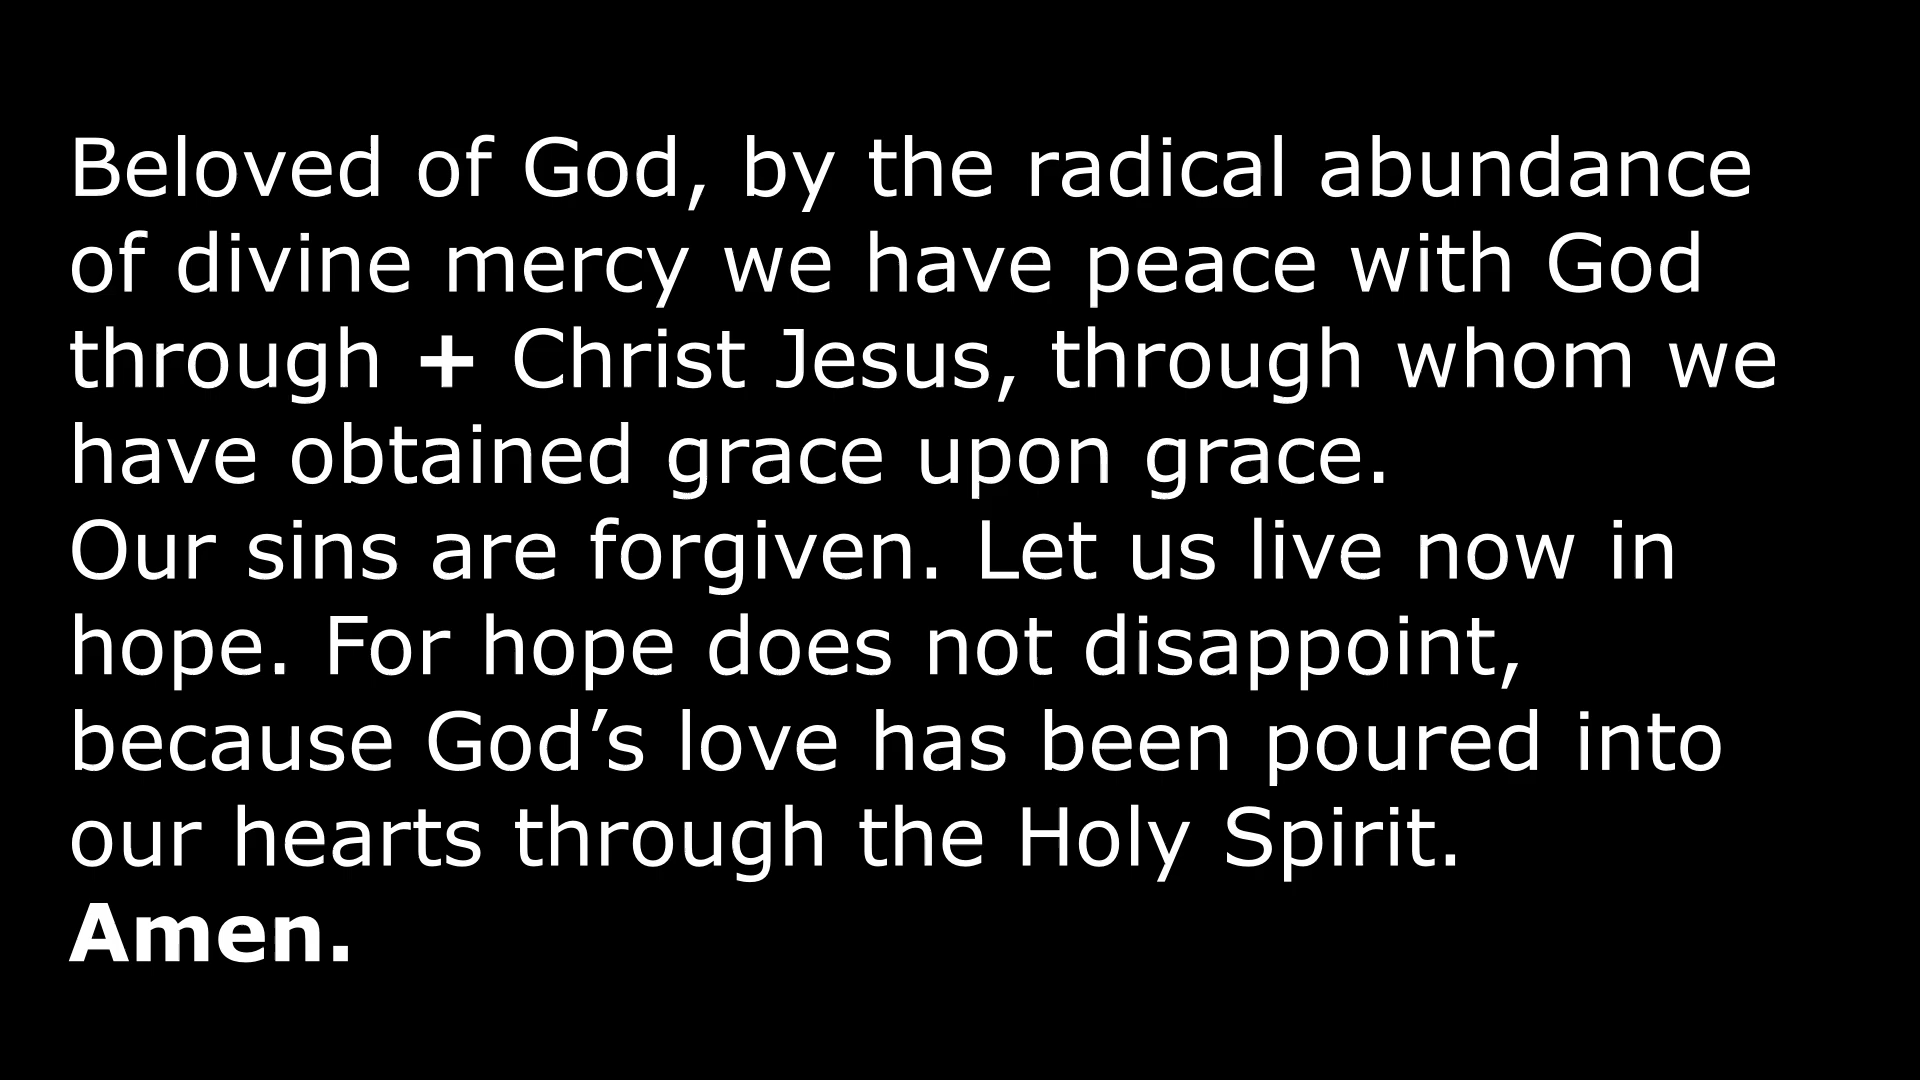 Beloved of God, by the radical abundance
of divine mercy we have peace with God
through + Christ Jesus, through whom we
have obtained grace upon grace.
Our sins are forgiven. Let us live now in
hope. For hope does not disappoint,
because God’s love has been poured into
our hearts through the Holy Spirit.
Amen.